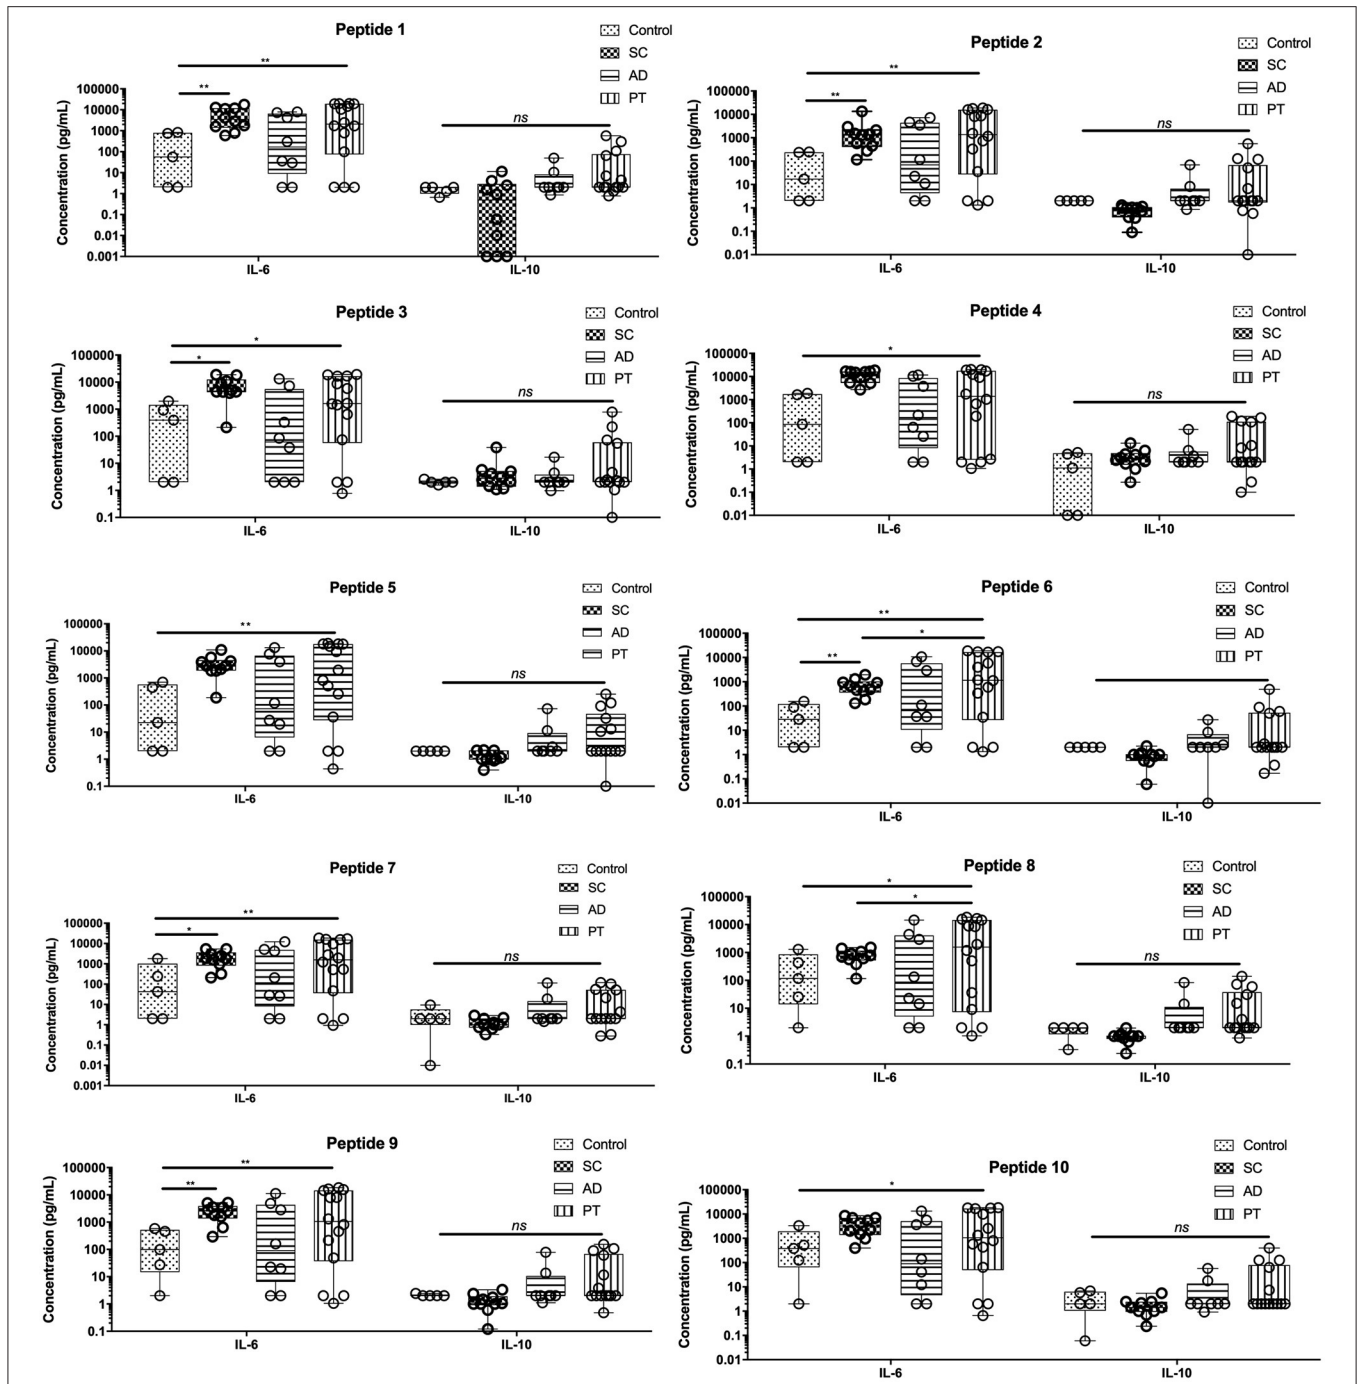 Peptide 1
Control
SC
AD
PT
Concentration (pg/mL)
100000
10000
1000
100
10
1
0.1
0.01
0.001
**
**
ns
IL-6
IL-10
Peptide 2
Control
SC
AD
PT
Concentration (pg/mL)
100000
10000
1000
100
10
1
0.1
0.01
**
**
ns
IL-6
IL-10
Peptide 3
Control
SC
AD
PT
Concentration (pg/mL)
100000
10000
1000
100
10
1
0.1
*
*
ns
IL-6
IL-10
Peptide 4
Control
SC
AD
PT
Concentration (pg/mL)
100000
10000
1000
100
10
1
0.1
0.01
*
ns
IL-6
IL-10
Peptide 5
Control
SC
AD
PT
Concentration (pg/mL)
100000
10000
1000
100
10
1
0.1
**
ns
IL-6
IL-10
Peptide 6
Control
SC
AD
PT
Concentration (pg/mL)
100000
10000
1000
100
10
1
0.1
0.01
**
*
**
ns
IL-6
IL-10
Peptide 7
Control
SC
AD
PT
Concentration (pg/mL)
100000
10000
1000
100
10
1
0.1
0.01
0.001
**
*
ns
IL-6
IL-10
Peptide 8
Control
SC
AD
PT
Concentration (pg/mL)
100000
10000
1000
100
10
1
0.1
*
*
ns
IL-6
IL-10
Peptide 9
Control
SC
AD
PT
Concentration (pg/mL)
100000
10000
1000
100
10
1
0.1
**
**
ns
IL-6
IL-10
Peptide 10
Control
SC
AD
PT
Concentration (pg/mL)
100000
10000
1000
100
10
1
0.1
0.01
*
ns
IL-6
IL-10